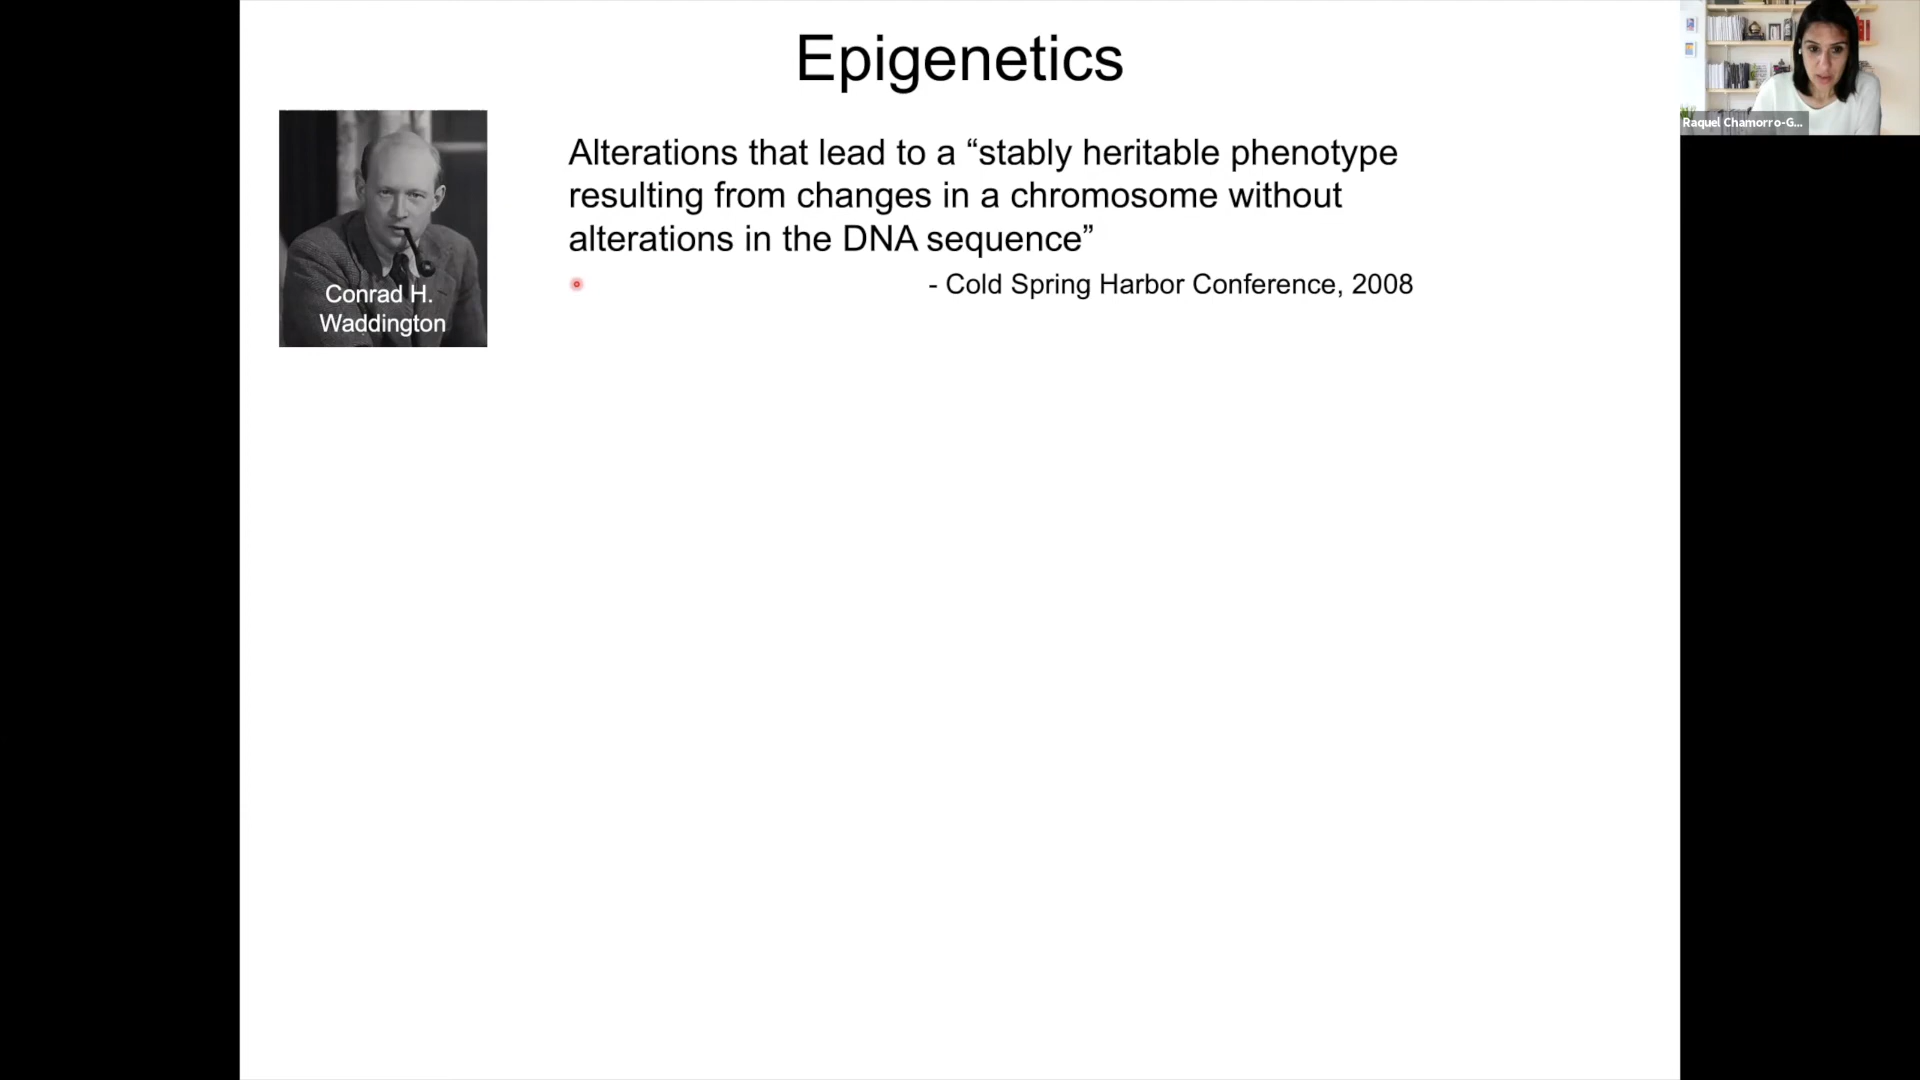 Epigenetics
Raquel Chamorro-G...
Alterations that lead to a “stably heritable phenotype
resulting from changes in a chromosome without
alterations in the DNA sequence”
- Cold Spring Harbor Conference, 2008
Conrad H.
Waddington